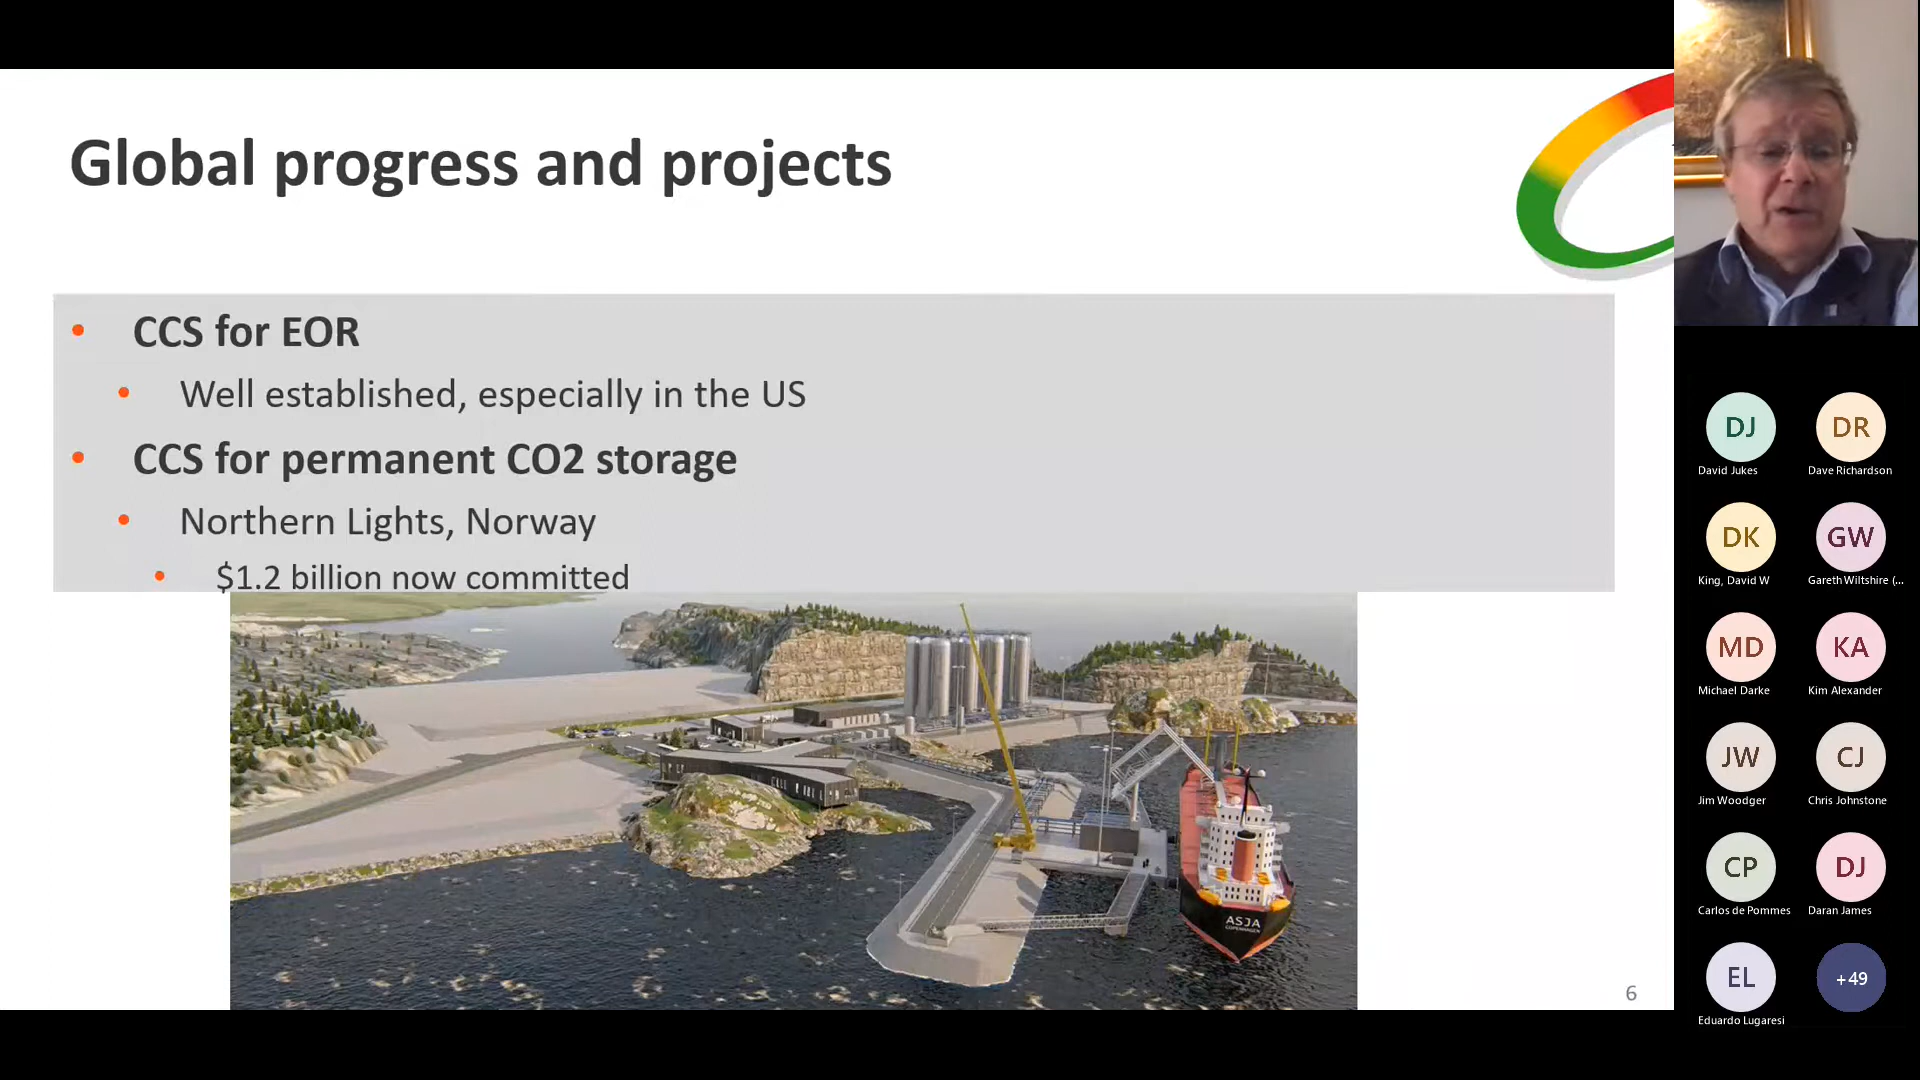 Global progress and projects
CCS for EOR
Well established, especially in the US
CCS for permanent CO2 storage
Northern Lights, Norway
$1.2 billion now committed
ASJA
COPENHAGEN
6
DJ
David Jukes
DR
Dave Richardson
DK
King, David W
GW
Gareth Wiltshire (...
MD
Michael Darke
KA
Kim Alexander
JW
Jim Woodger
CJ
Chris Johnstone
CP
Carlos de Pommes
DJ
Daran James
EL
Eduardo Lugaresi
+49